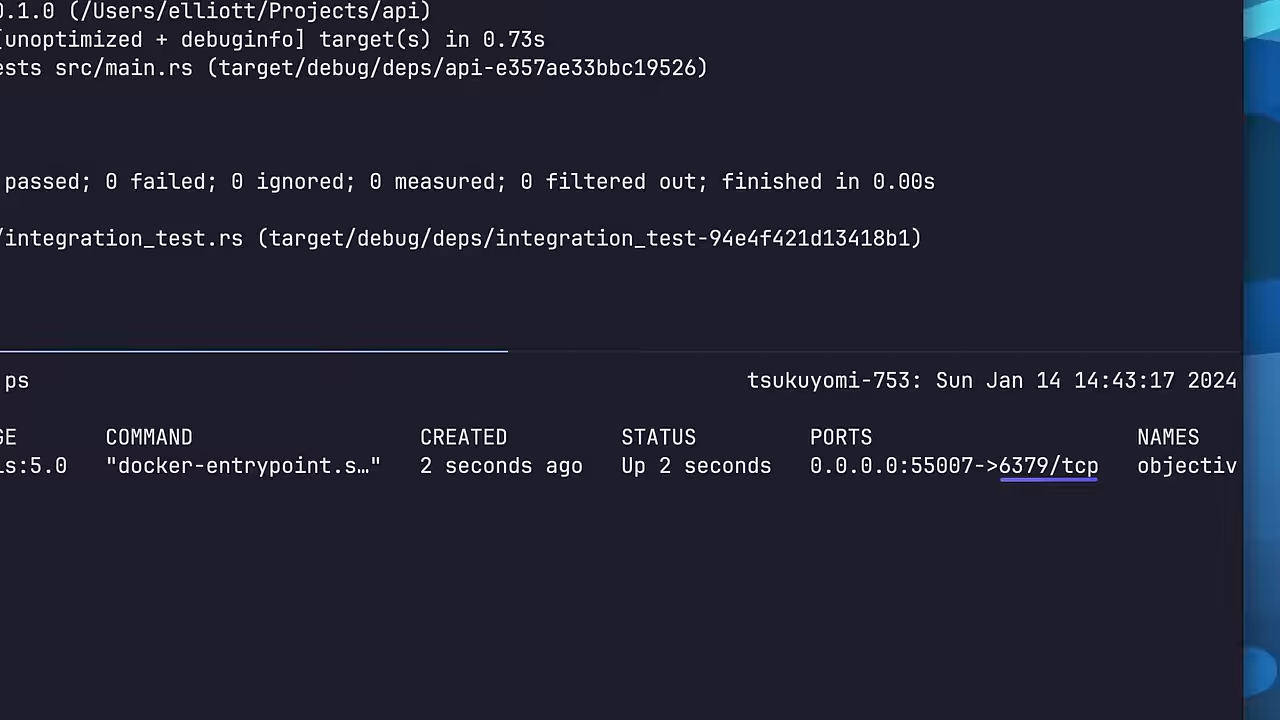 0.1.0 (/Users/elliott/Projects/api)
[unoptimized + debuginfo] target(s) in 0.73s
ests src/main.rs (target/debug/deps/api-e357ae33bbc19526)
passed; 0 failed; 0 ignored; 0 measured; 0 filtered out; finished in 0.00s
/integration_test.rs (target/debug/deps/integration_test-94e4f421d13418b1)
ps tsukuyomi-753: Sun Jan 14 14:43:17 2024
GE COMMAND CREATED STATUS PORTS NAMES
is:5.0 "docker-entrypoint.s…" 2 seconds ago Up 2 seconds 0.0.0.0:55007->6379/tcp objectiv